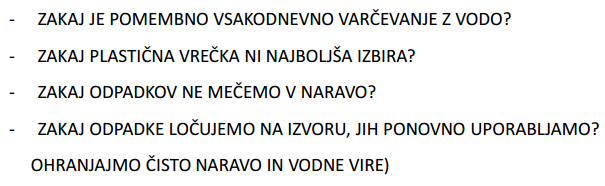 - ZAKAJ JE POMEMBNO VSAKODNEVNO VARČEVANJE Z VODO?
- ZAKAJ PLASTIČNA VREČKA NI NAJBOLJŠA IZBIRA?
- ZAKAJ ODPADKOV NE MEČEMO V NARAVO?
- ZAKAJ ODPADKE LOČUJEMO NA IZVORU, JIH PONOVNO UPORABLJAMO?
OHRANJAJMO ČISTO NARAVO IN VODNE VIRE)